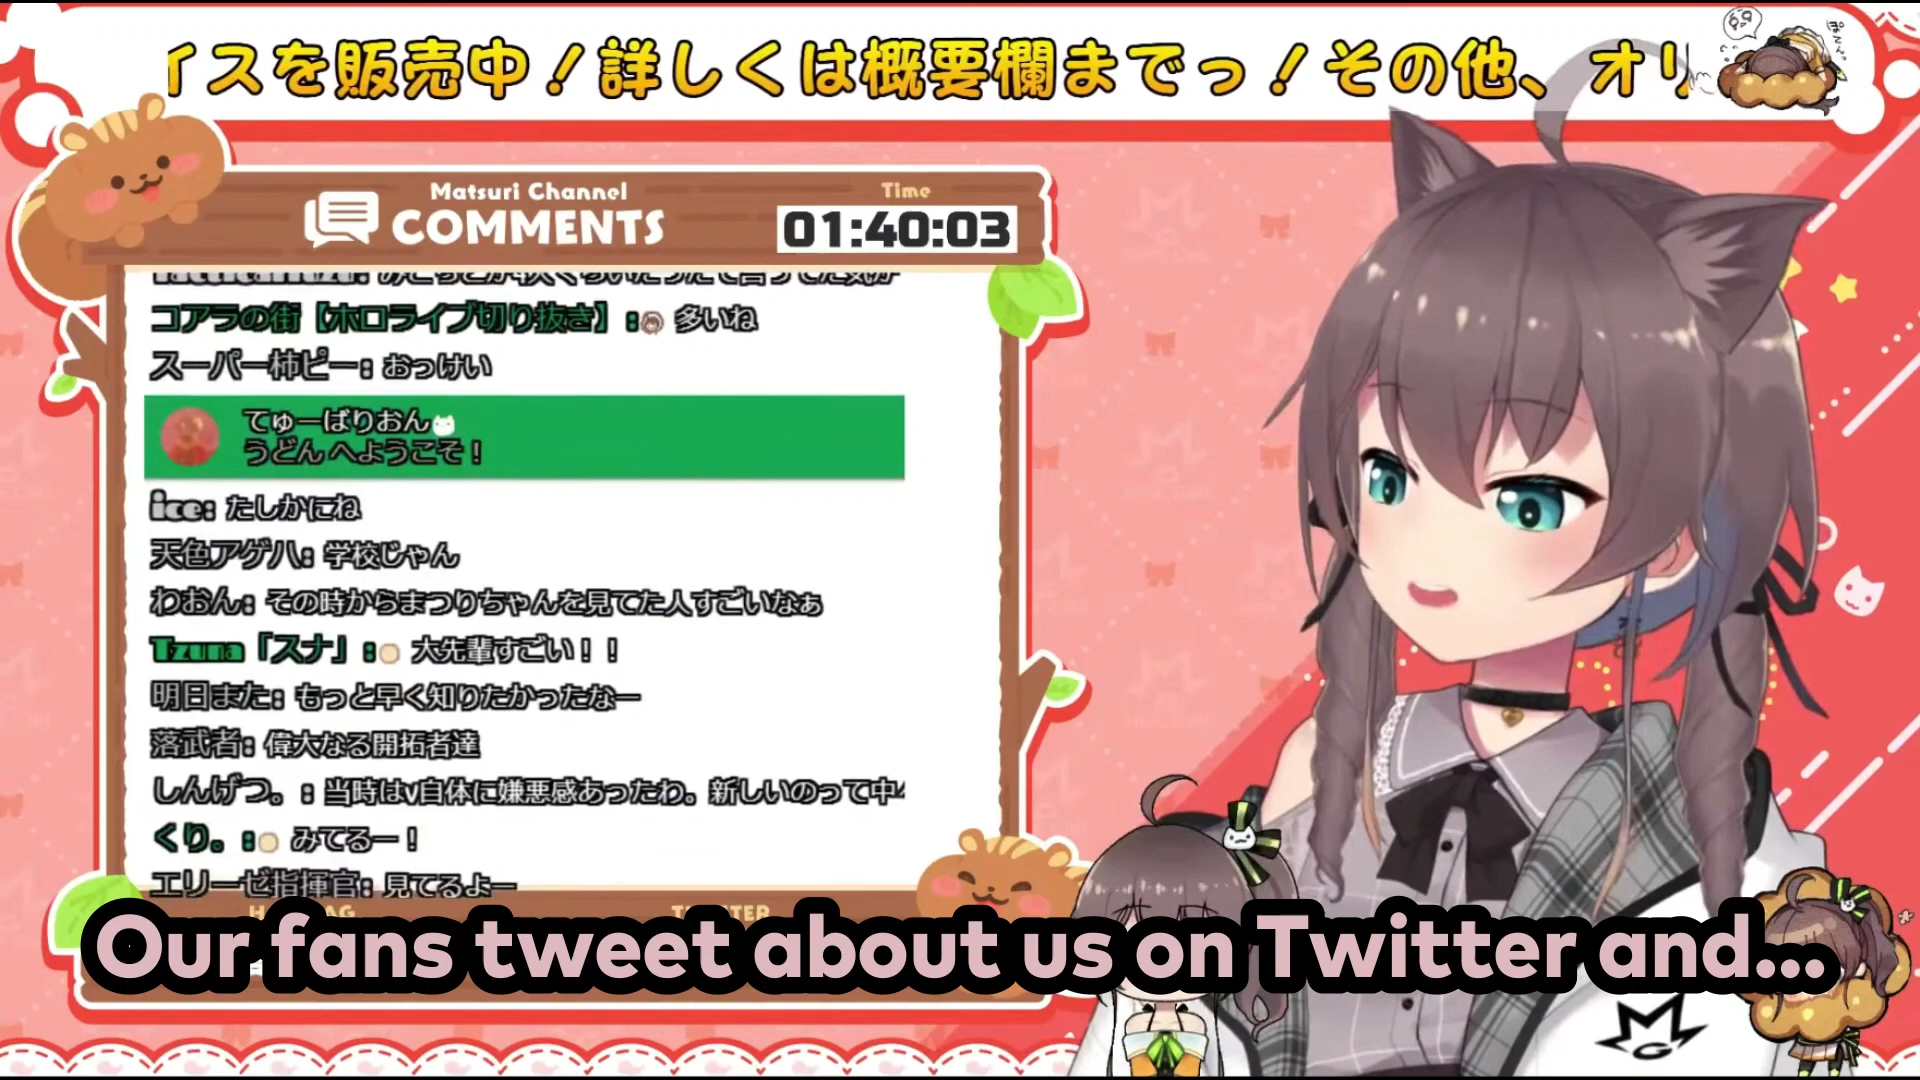 イスを販売中！詳しくは概要欄までっ！その他、オリ
Matsuri Channel
COMMENTS
Time
01:40:03
コアラの街【ホロライブ切り抜き】: 多いね
スーパー柿ピー: おっけい
てゅーばりおん
うどん へようこそ！
ice: たしかにね
天色アゲハ: 学校じゃん
わおん: その時からまつりちゃんを見てた人すごいなぁ
Tzuna「スナ」: 大先輩すごい！！
明日また: もっと早く知りたかったなー
落武者: 偉大なる開拓者達
しんげつ。: 当時はv自体に嫌悪感あったわ。新しいのって中々
くり。: みてるー！
エリーゼ指揮官: 見てるよー
Our fans tweet about us on Twitter and...